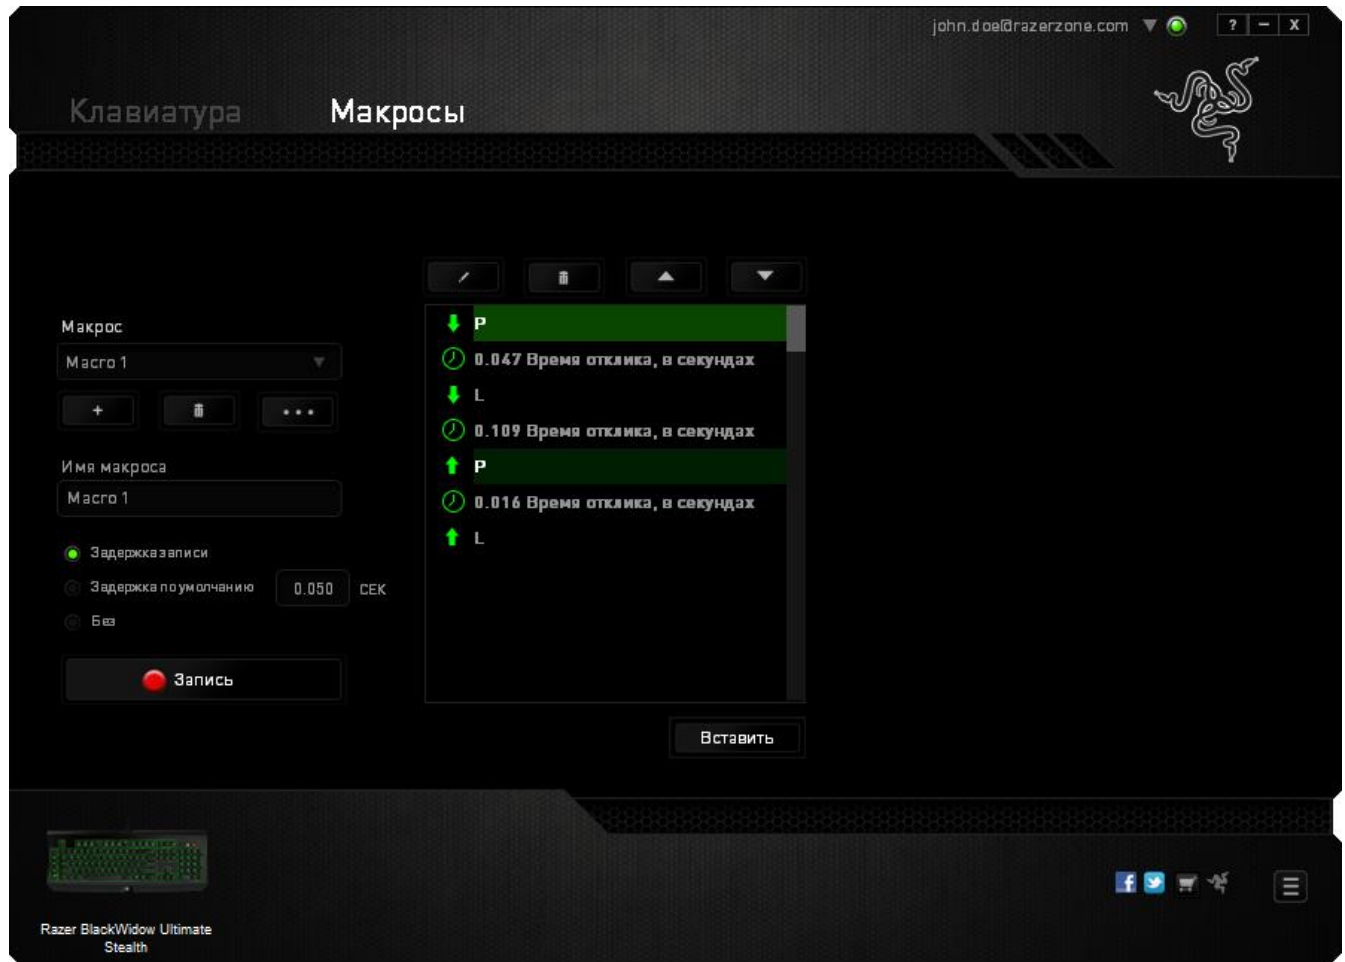 john.doe@razerzone.com
? – X
Клавиатура Макросы
Макрос
Macro 1
Имя макроса
Macro 1
Задержка записи
Задержка по умолчанию 0.050 СЕК
Без
Запись
P
0.047 Время отклика, в секундах
L
0.109 Время отклика, в секундах
P
0.016 Время отклика, в секундах
L
Вставить
Razer BlackWidow Ultimate
Stealth